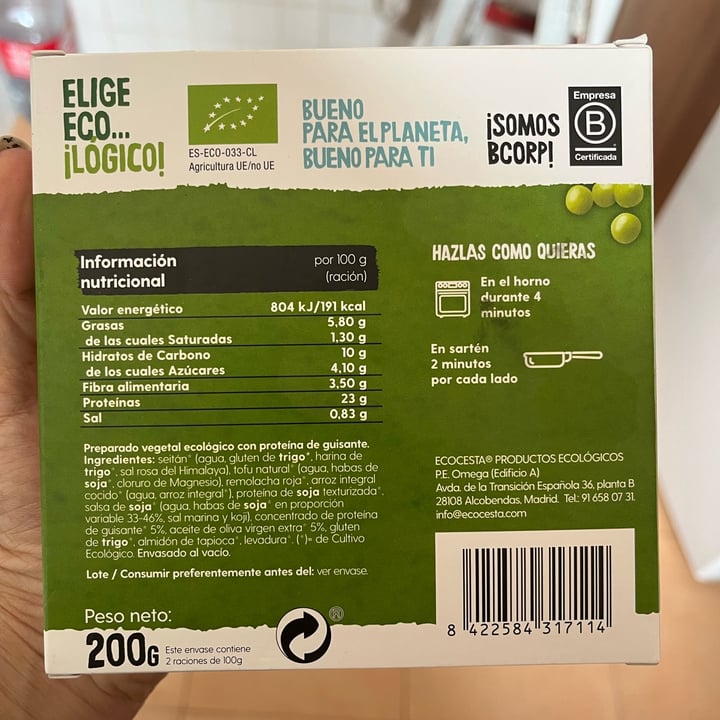 ELIGE
ECO...
¡LÓGICO!
ES-ECO-033-CL
Agricultura UE/no UE
BUENO
PARA EL PLANETA,
BUENO PARA TI
¡SOMOS
BCORP!
Empresa
B
Certificada
Información
nutricional
por 100 g
(ración)
Valor energético 804 kJ/191 kcal
Grasas 5,80 g
de las cuales Saturadas 1,30 g
Hidratos de Carbono 10 g
de los cuales Azúcares 4,10 g
Fibra alimentaria 3,50 g
Proteínas 23 g
Sal 0,83 g
HAZLAS COMO QUIERAS
En el horno
durante 4
minutos
En sartén
2 minutos
por cada lado
Preparado vegetal ecológico con proteína de guisante.
Ingredientes: seitán* (agua, gluten de trigo*, harina de
trigo*, sal rosa del Himalaya), tofu natural* (agua, habas de
soja*, cloruro de Magnesio), remolacha roja*, arroz integral
cocido* (agua, arroz integral*), proteína de soja texturizada*,
salsa de soja* (agua, habas de soja* en proporción
variable 33-46%, sal marina y koji), concentrado de proteína
de guisante* 5%, aceite de oliva virgen extra* 5%, gluten
de trigo*, almidón de tapioca*, levadura*. (*)= de Cultivo
Ecológico. Envasado al vacío.
Lote / Consumir preferentemente antes del: ver envase.
ECOCESTA® PRODUCTOS ECOLÓGICOS
P.E. Omega (Edificio A)
Avda. de la Transición Española 36, planta B
28108 Alcobendas, Madrid. Tel: 91 658 07 31.
info@ecocesta.com
Peso neto:
200G
Este envase contiene
2 raciones de 100g
®
8 422584 317114